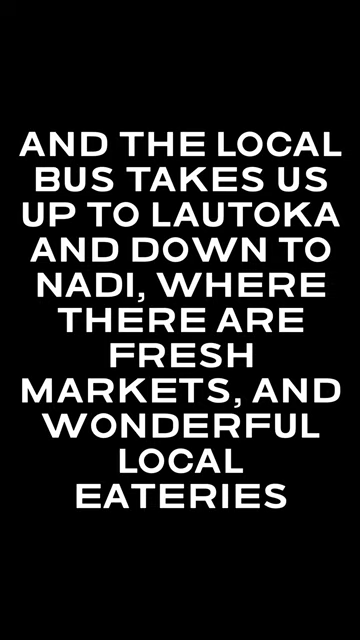 AND THE LOCAL
BUS TAKES US
UP TO LAUTOKA
AND DOWN TO
NADI, WHERE
THERE ARE
FRESH
MARKETS, AND
WONDERFUL
LOCAL
EATERIES